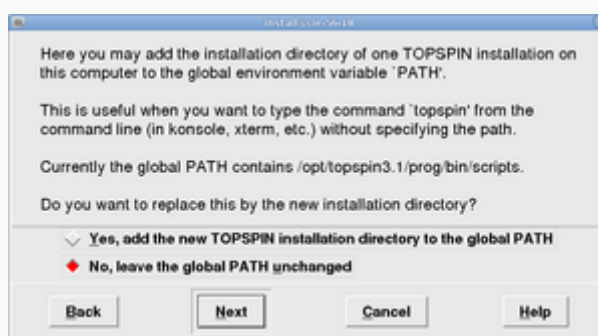 Here you may add the installation directory of one TOPSPIN installation on
this computer to the global environment variable `PATH'.
This is useful when you want to type the command `topspin' from the
command line (in konsole, xterm, etc.) without specifying the path.
Currently the global PATH contains /opt/topspin3.1/prog/bin/scripts.
Do you want to replace this by the new installation directory?
Yes, add the new TOPSPIN installation directory to the global PATH
No, leave the global PATH unchanged
Back Next Cancel Help